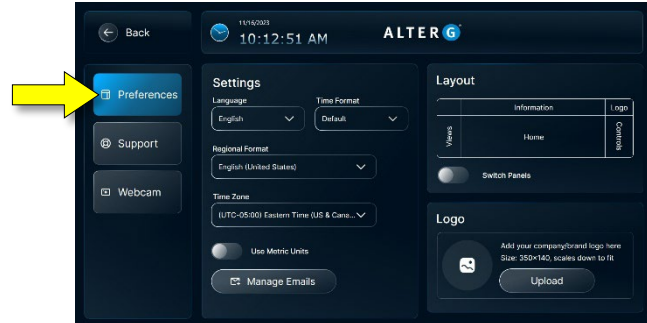 Back
11/15/2023
10:12:51 AM
ALTERG
Preferences
Support
Webcam
Settings
Language
Time Format
English
Default
Regional Format
English (United States)
Time Zone
(UTC-05:00) Eastern Time (US & Cana...
Use Metric Units
Manage Emails
Layout
Information
Logo
Views
Home
Controls
Switch Panels
Logo
Add your company/brand logo here
Size: 350×140, scales down to fit
Upload